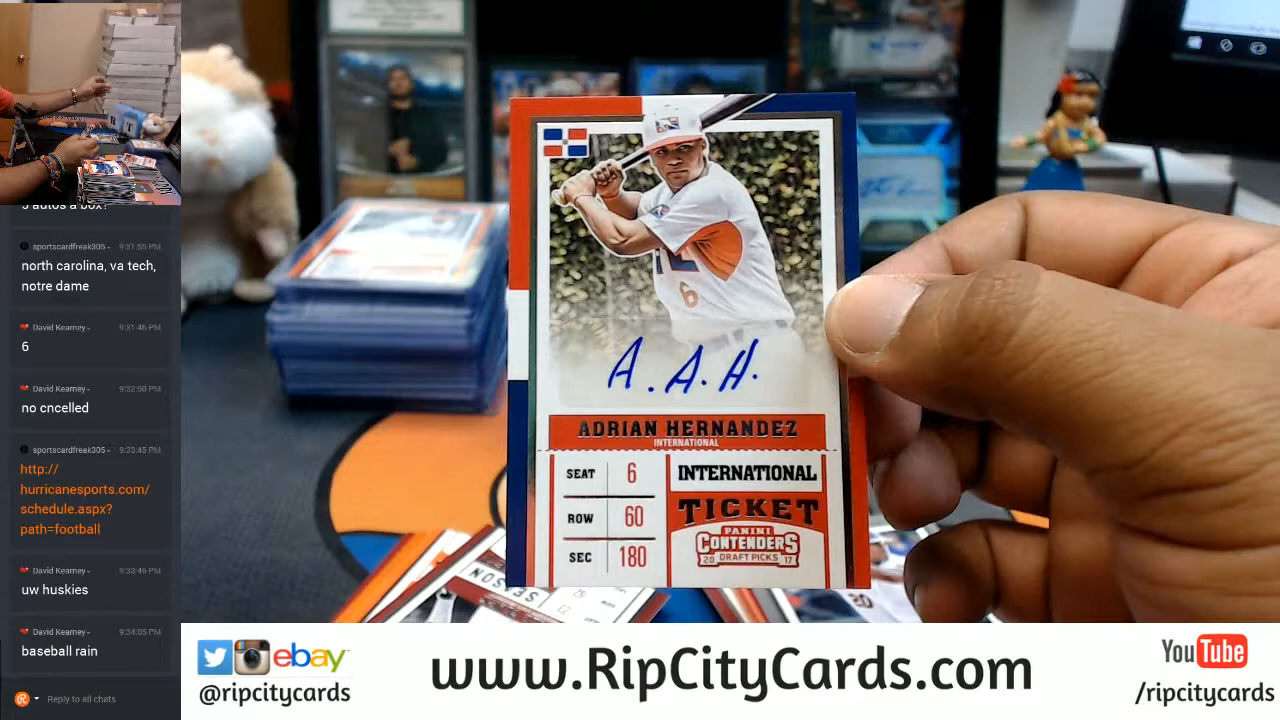 5 autos a box?
sportscardfreak305 - 9:31:55 PM
north carolina, va tech,
notre dame
David Kearney - 9:31:46 PM
6
David Kearney - 9:32:50 PM
no cncelled
sportscardfreak305 - 9:33:45 PM
http://
hurricanesports.com/
schedule.aspx?
path=football
David Kearney - 9:33:46 PM
uw huskies
David Kearney - 9:34:05 PM
baseball rain
Reply to all chats
6
A. A. H.
ADRIAN HERNANDEZ
INTERNATIONAL
SEAT 6
ROW 60
SEC 180
INTERNATIONAL
TICKET
PANINI
CONTENDERS
20 DRAFT PICKS 17
SEASON
ebay
@ripcitycards
www.RipCityCards.com
YouTube
/ripcitycards